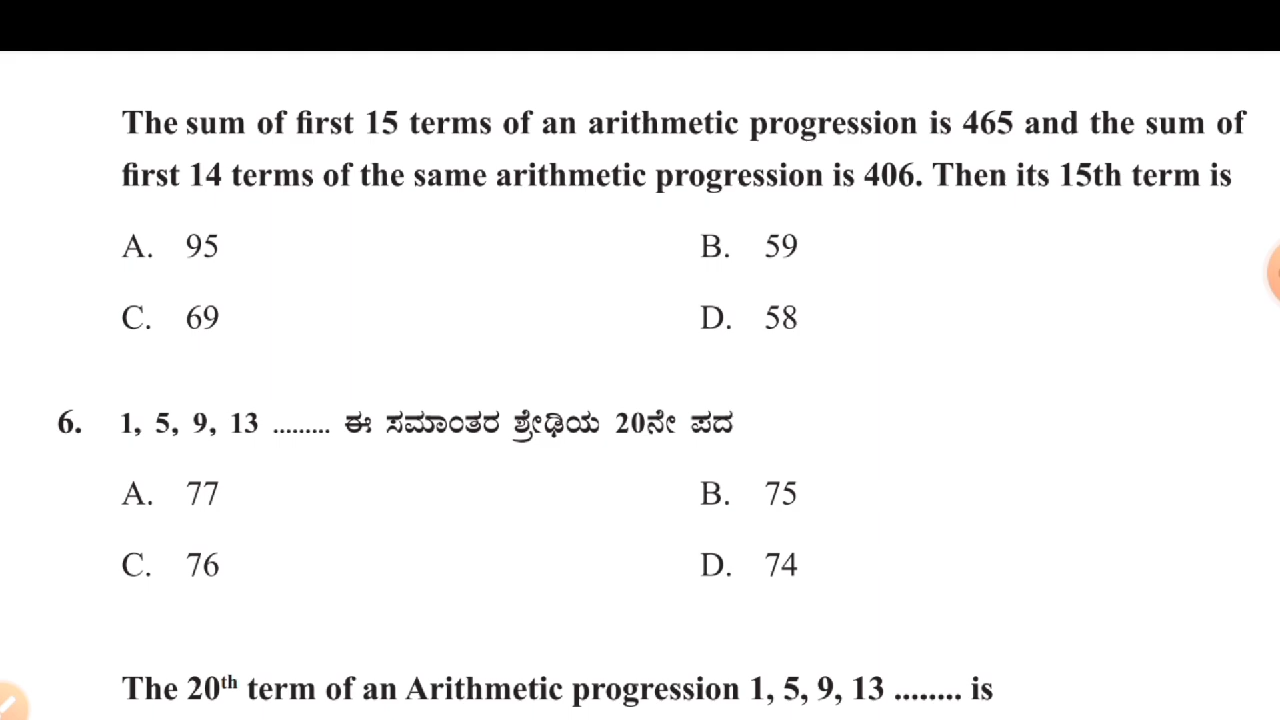 The sum of first 15 terms of an arithmetic progression is 465 and the sum of
first 14 terms of the same arithmetic progression is 406. Then its 15th term is
A. 95 B. 59
C. 69 D. 58
6. 1, 5, 9, 13 ......... ಈ ಸಮಾಂತರ ಶ್ರೇಢಿಯ 20ನೇ ಪದ
A. 77 B. 75
C. 76 D. 74
The 20th term of an Arithmetic progression 1, 5, 9, 13 ........ is